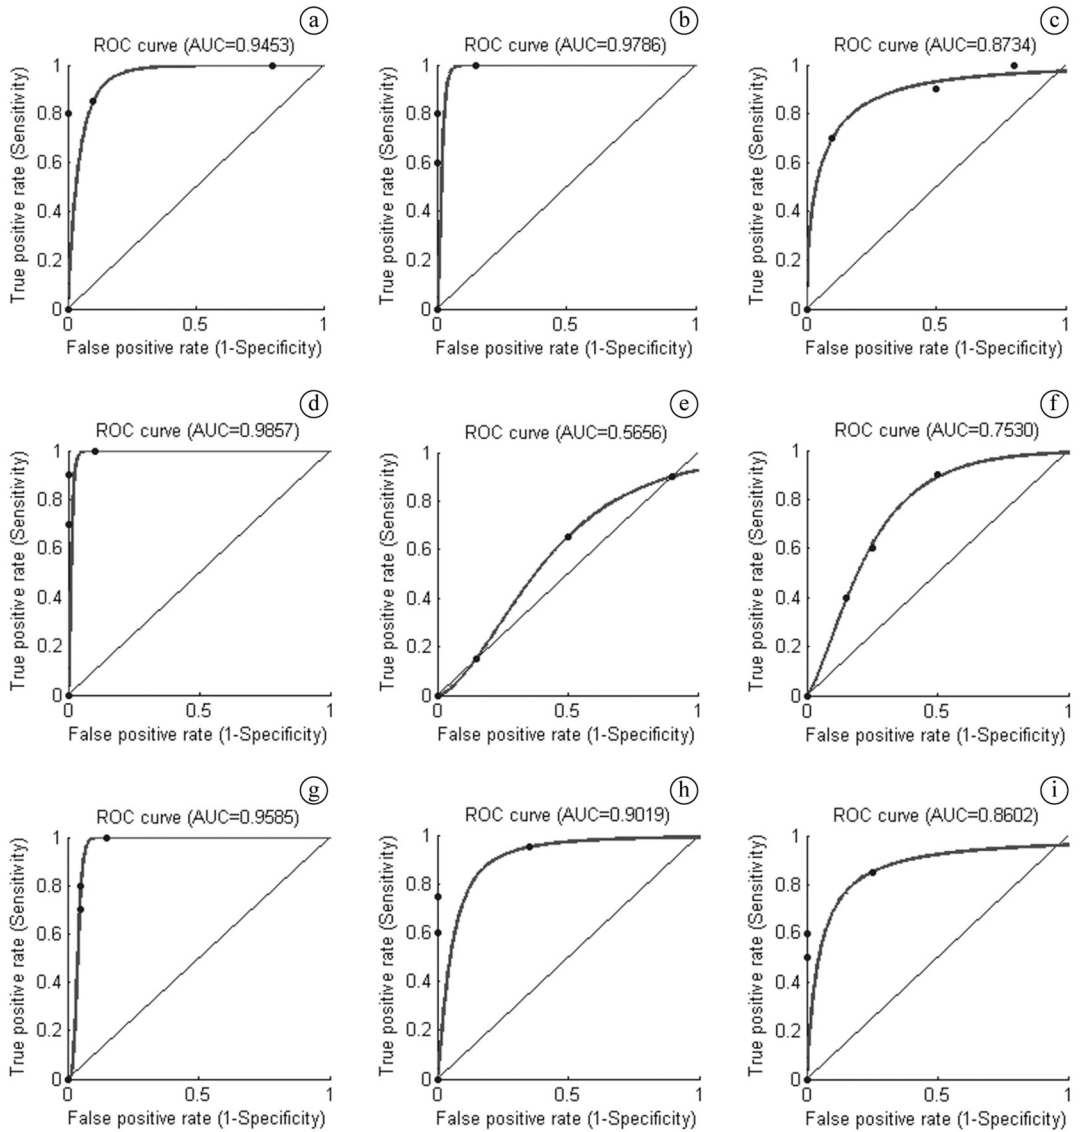 a
ROC curve (AUC=0.9453)
True positive rate (Sensitivity)
1
0.8
0.6
0.4
0.2
0
0 0.5 1
False positive rate (1-Specificity)
b
ROC curve (AUC=0.9786)
True positive rate (Sensitivity)
1
0.8
0.6
0.4
0.2
0
0 0.5 1
False positive rate (1-Specificity)
c
ROC curve (AUC=0.8734)
True positive rate (Sensitivity)
1
0.8
0.6
0.4
0.2
0
0 0.5 1
False positive rate (1-Specificity)
d
ROC curve (AUC=0.9857)
True positive rate (Sensitivity)
1
0.8
0.6
0.4
0.2
0
0 0.5 1
False positive rate (1-Specificity)
e
ROC curve (AUC=0.5656)
True positive rate (Sensitivity)
1
0.8
0.6
0.4
0.2
0
0 0.5 1
False positive rate (1-Specificity)
f
ROC curve (AUC=0.7530)
True positive rate (Sensitivity)
1
0.8
0.6
0.4
0.2
0
0 0.5 1
False positive rate (1-Specificity)
g
ROC curve (AUC=0.9585)
True positive rate (Sensitivity)
1
0.8
0.6
0.4
0.2
0
0 0.5 1
False positive rate (1-Specificity)
h
ROC curve (AUC=0.9019)
True positive rate (Sensitivity)
1
0.8
0.6
0.4
0.2
0
0 0.5 1
False positive rate (1-Specificity)
i
ROC curve (AUC=0.8602)
True positive rate (Sensitivity)
1
0.8
0.6
0.4
0.2
0
0 0.5 1
False positive rate (1-Specificity)